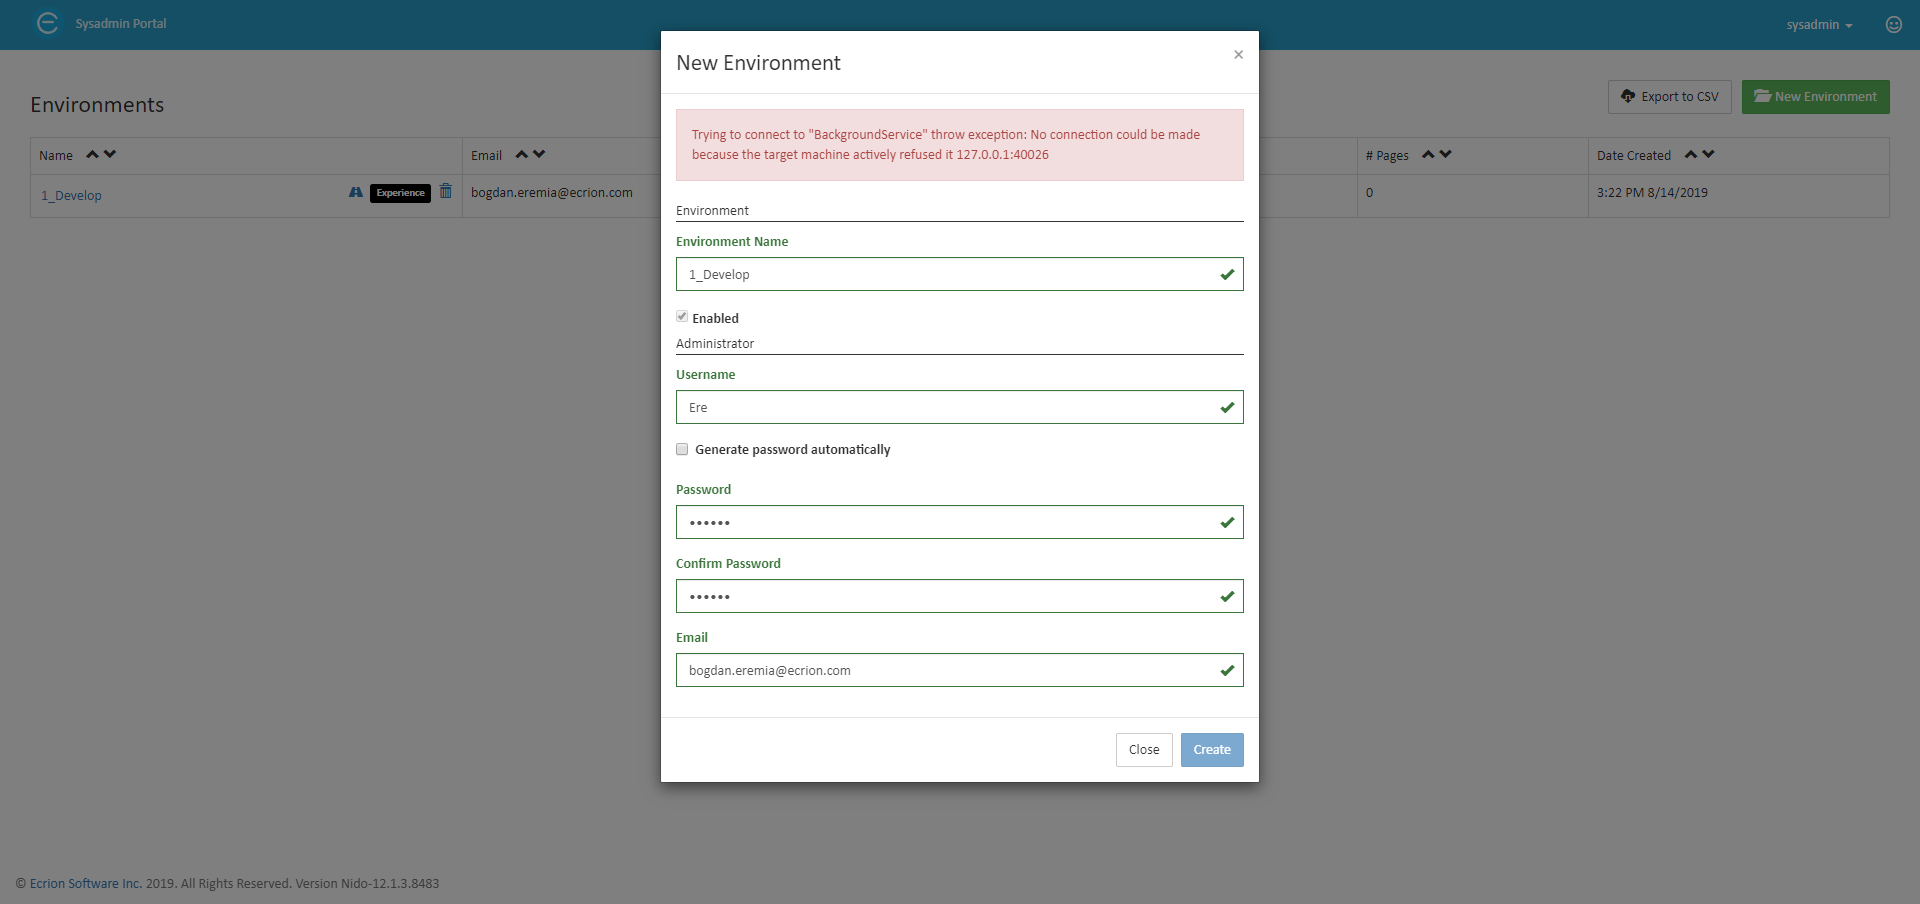 Sysadmin Portal
sysadmin
Environments
Export to CSV
New Environment
Name
Email
# Pages
Date Created
1_Develop
Experience
bogdan.eremia@ecrion.com
0
3:22 PM 8/14/2019
New Environment
×
Trying to connect to "BackgroundService" throw exception: No connection could be made
because the target machine actively refused it 127.0.0.1:40026
Environment
Environment Name
1_Develop
Enabled
Administrator
Username
Ere
Generate password automatically
Password
••••••
Confirm Password
••••••
Email
bogdan.eremia@ecrion.com
Close
Create
© Ecrion Software Inc. 2019. All Rights Reserved. Version Nido-12.1.3.8483